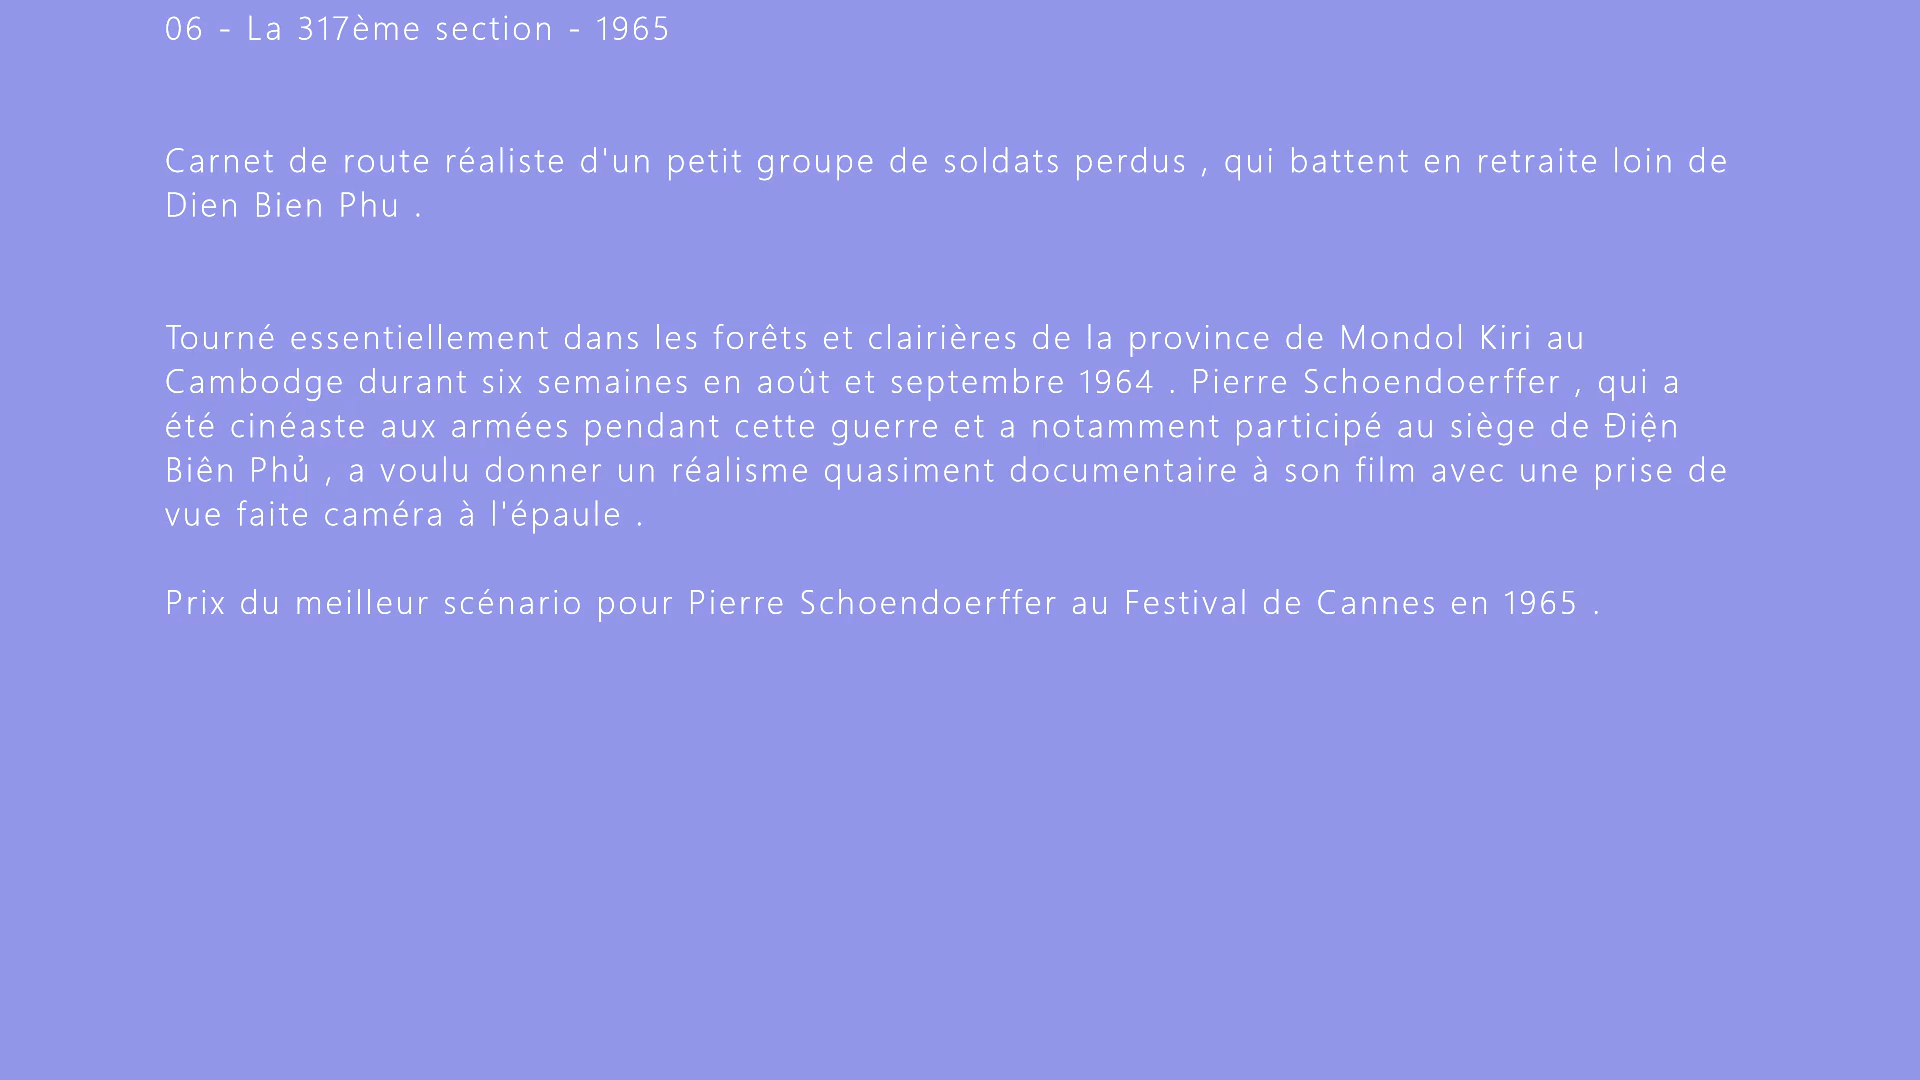 06 - La 317ème section - 1965
Carnet de route réaliste d'un petit groupe de soldats perdus , qui battent en retraite loin de
Dien Bien Phu .
Tourné essentiellement dans les forêts et clairières de la province de Mondol Kiri au
Cambodge durant six semaines en août et septembre 1964 . Pierre Schoendoerffer , qui a
été cinéaste aux armées pendant cette guerre et a notamment participé au siège de Điện
Biên Phủ , a voulu donner un réalisme quasiment documentaire à son film avec une prise de
vue faite caméra à l'épaule .
Prix du meilleur scénario pour Pierre Schoendoerffer au Festival de Cannes en 1965 .